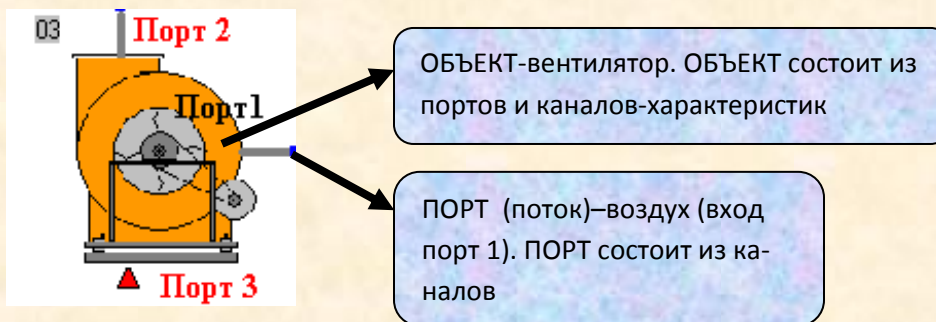 03
Порт 2
Порт1
Порт 3
ОБЪЕКТ-вентилятор. ОБЪЕКТ состоит из
портов и каналов-характеристик
ПОРТ (поток)–воздух (вход
порт 1). ПОРТ состоит из ка-
налов